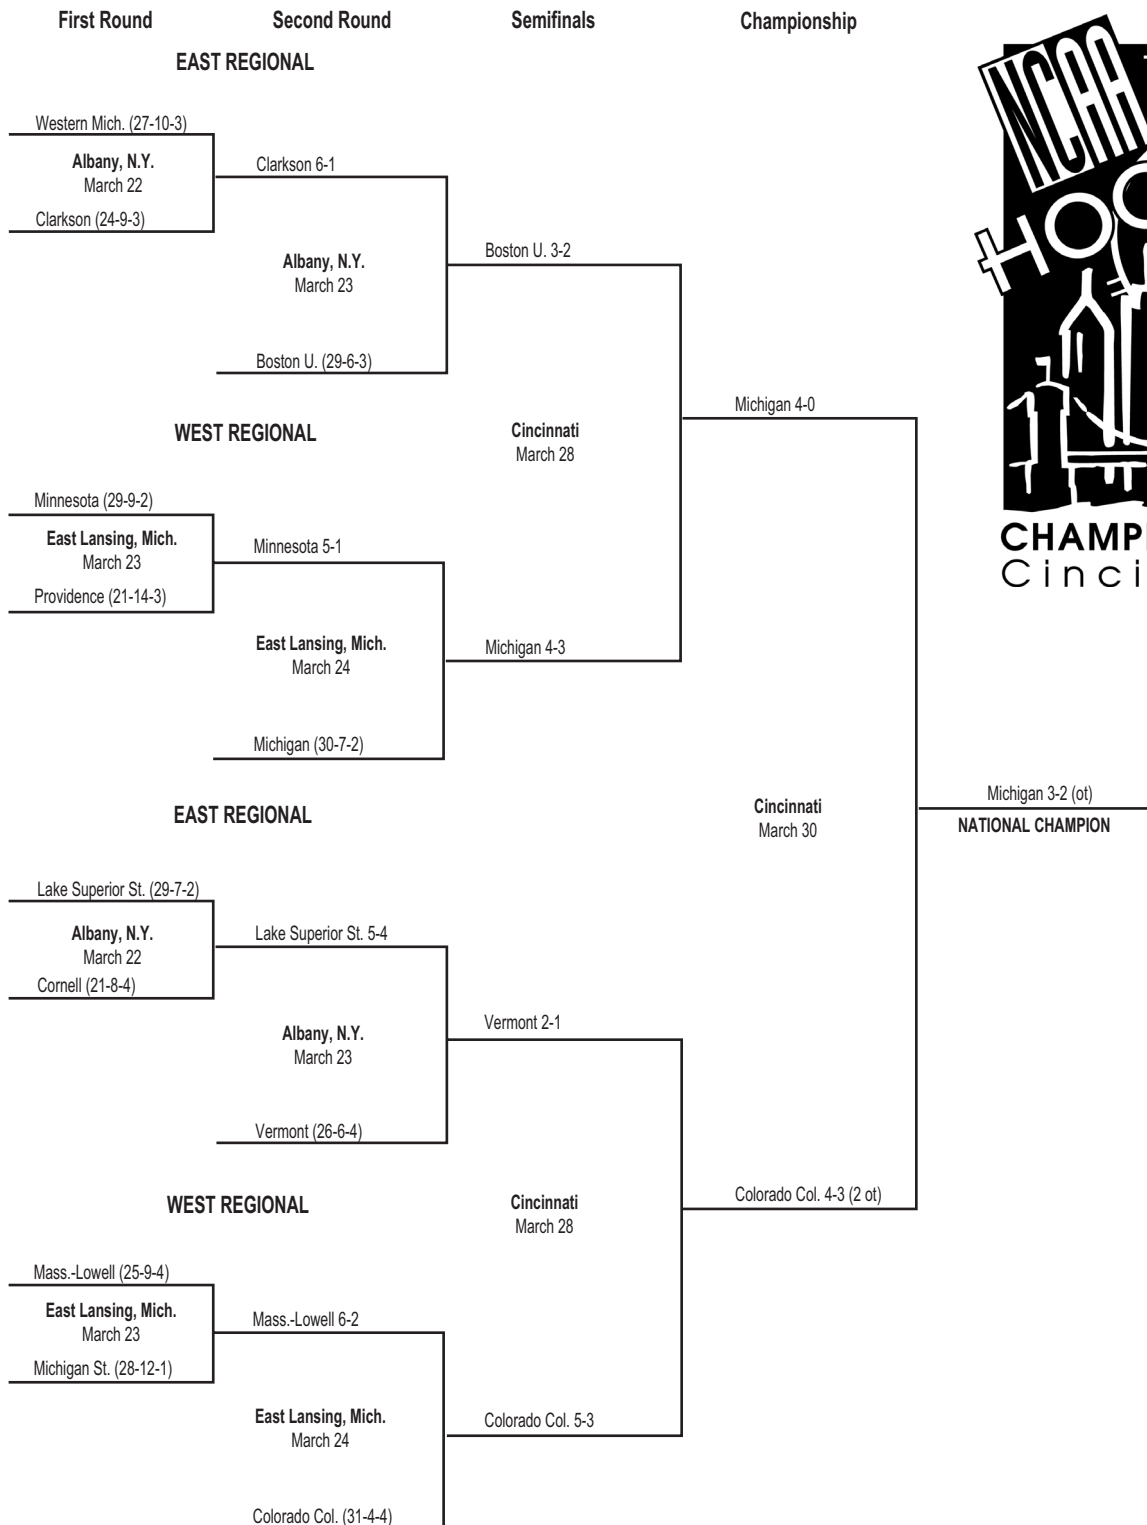 First Round Second Round Semifinals Championship
EAST REGIONAL
Western Mich. (27-10-3)
Albany, N.Y.
March 22
Clarkson (24-9-3)
Clarkson 6-1
Albany, N.Y.
March 23
Boston U. (29-6-3)
Boston U. 3-2
WEST REGIONAL
Cincinnati
March 28
Michigan 4-0
Minnesota (29-9-2)
East Lansing, Mich.
March 23
Providence (21-14-3)
Minnesota 5-1
East Lansing, Mich.
March 24
Michigan (30-7-2)
Michigan 4-3
EAST REGIONAL
Cincinnati
March 30
Michigan 3-2 (ot)
NATIONAL CHAMPION
Lake Superior St. (29-7-2)
Albany, N.Y.
March 22
Cornell (21-8-4)
Lake Superior St. 5-4
Albany, N.Y.
March 23
Vermont (26-6-4)
Vermont 2-1
WEST REGIONAL
Cincinnati
March 28
Colorado Col. 4-3 (2 ot)
Mass.-Lowell (25-9-4)
East Lansing, Mich.
March 23
Michigan St. (28-12-1)
Mass.-Lowell 6-2
East Lansing, Mich.
March 24
Colorado Col. (31-4-4)
Colorado Col. 5-3
NCAA
HOC
CHAMP
Cinci